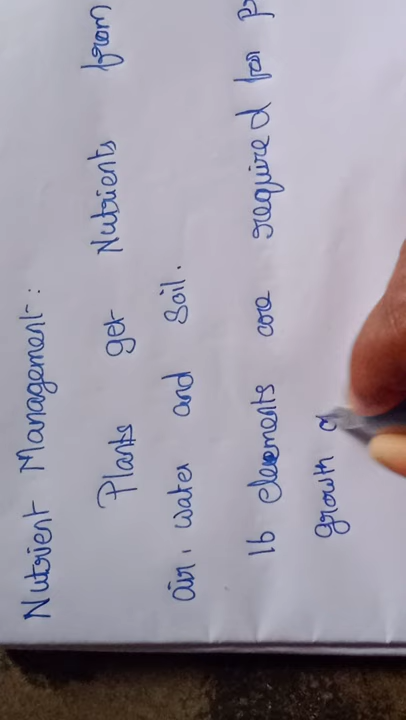 Nutrient Management:
Plants get Nutrients from
air, water and Soil.
16 elements are required for
growth